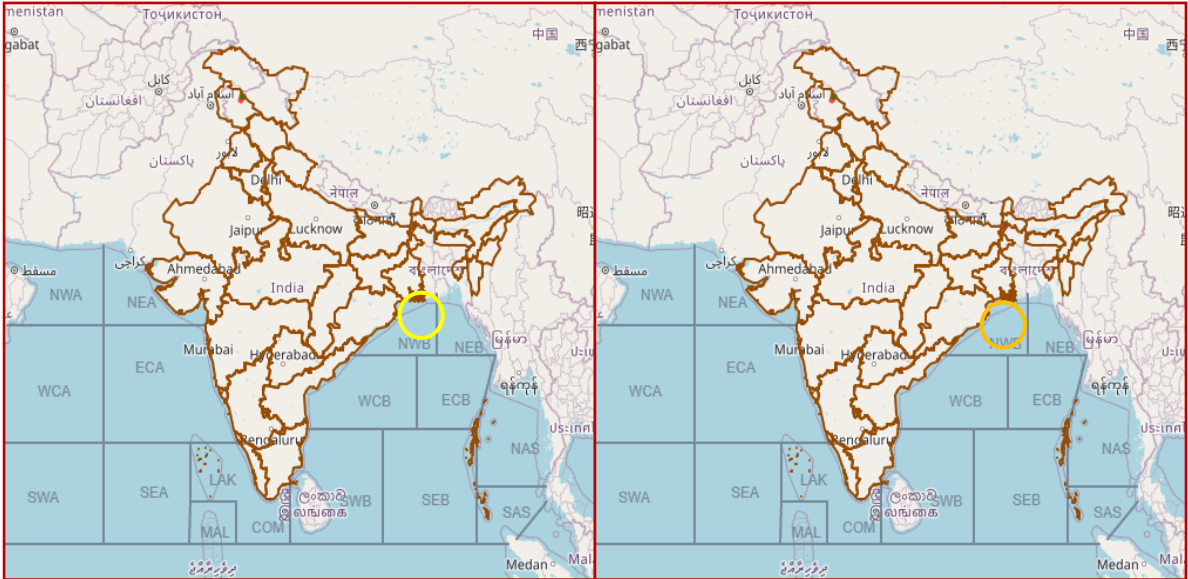 menistan
Тоҷикистон
中国
西宁
gabat
کابل
اسلام آباد
افغانستان
پاکستان
لاہور
Delhi
नेपाल
Jaipur
Lucknow
كراچى
Ahmedabad
বাংলাদেশ
مسقط
India
NWA
NEA
Mumbai
Hyderabad
NWB
NEB
မြန်မာ
ECA
WCA
WCB
ECB
ရန်ကုန်
Bengaluru
NAS
LAK
SWA
SEA
SWB
SEB
ලංකාව
இலங்கை
SAS
MAL
COM
Medan
ދިވެހިރާއްޖެ
menistan
Тоҷикистон
中国
gabat
کابل
اسلام آباد
افغانستان
پاکستان
لاہور
Delhi
नेपाल
Jaipur
Lucknow
كراچى
Ahmedabad
বাংলাদেশ
مسقط
India
NWA
NEA
Mumbai
Hyderabad
NWB
NEB
မြန်မာ
ECA
WCA
WCB
ECB
ရန်ကုန်
Bengaluru
NAS
LAK
SWA
SEA
SWB
SEB
ලංකාව
இலங்கை
SAS
MAL
COM
Medan
ދިވެހިރާއްޖެ